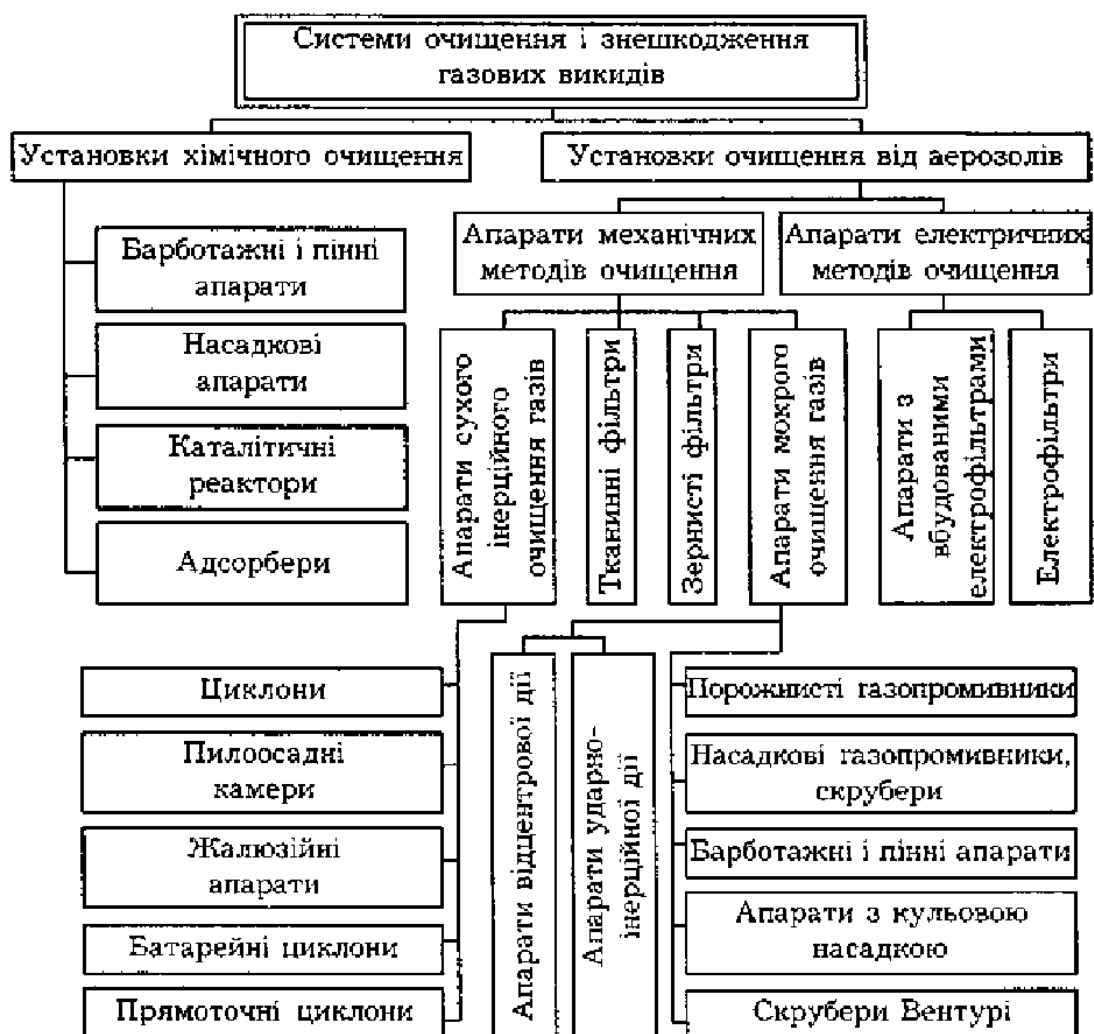 Системи очищення і знешкодження
газових викидів
Установки хімічного очищення
Установки очищення від аерозолів
Барботажні і пінні
апарати
Насадкові
апарати
Каталітичні
реактори
Адсорбери
Апарати механічних
методів очищення
Апарати електричних
методів очищення
Апарати сухого
інерційного
очищення газів
Тканинні фільтри
Зернисті фільтри
Апарати мокрого
очищення газів
Апарати з
вбудованими
електрофільтрами
Електрофільтри
Циклони
Пилоосадні
камери
Жалюзійні
апарати
Батарейні циклони
Прямоточні циклони
Апарати відцентрової дії
Апарати ударно-
інерційної дії
Порожнисті газопромивники
Насадкові газопромивники,
скрубери
Барботажні і пінні апарати
Апарати з кульовою
насадкою
Скрубери Вентурі